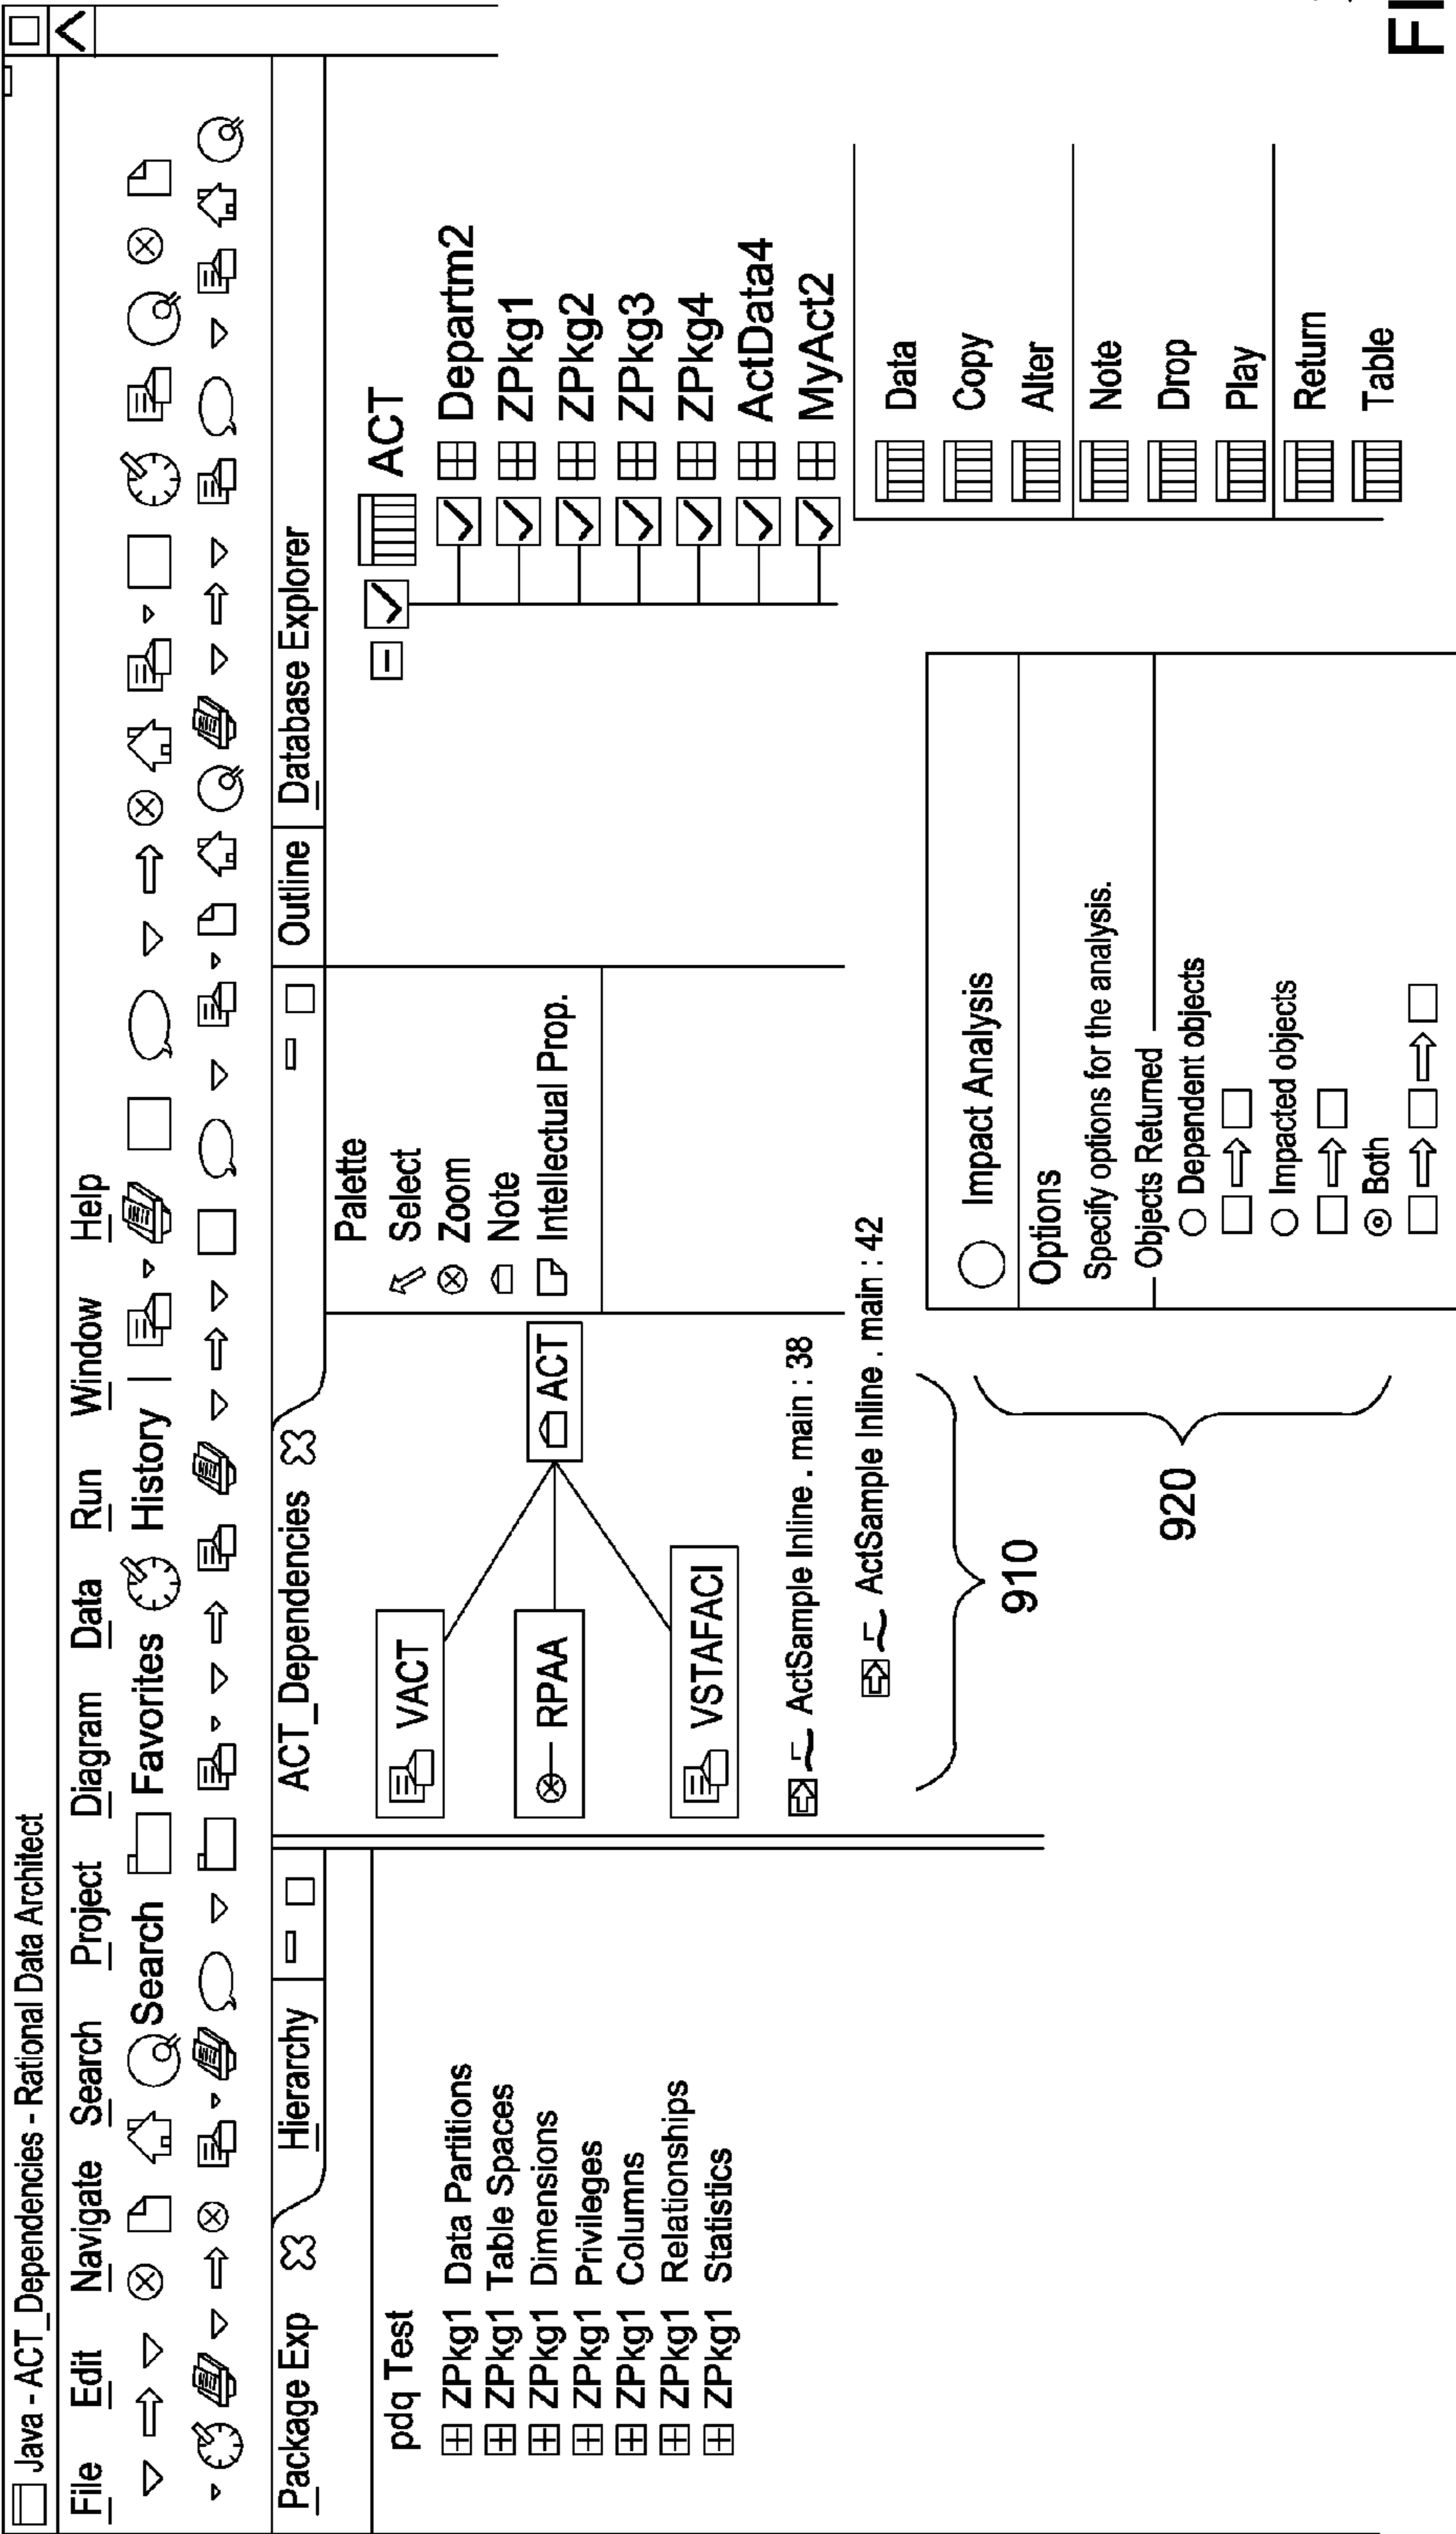 Java - ACT_Dependencies - Rational Data Architect
File Edit Navigate Search Project Diagram Data Run Window Help
Search Favorites History
Package Exp Hierarchy
pdq Test
ZPkg1 Data Partitions
ZPkg1 Table Spaces
ZPkg1 Dimensions
ZPkg1 Privileges
ZPkg1 Columns
ZPkg1 Relationships
ZPkg1 Statistics
ACT_Dependencies
VACT
RPAA
VSTAFACI
ACT
ActSample Inline . main : 38
ActSample Inline . main : 42
910
Palette
Select
Zoom
Note
Intellectual Prop.
Outline Database Explorer
ACT
Departm2
ZPkg1
ZPkg2
ZPkg3
ZPkg4
ActData4
MyAct2
Data
Copy
Alter
Note
Drop
Play
Return
Table
920
Impact Analysis
Options
Specify options for the analysis.
Objects Returned
Dependent objects
Impacted objects
Both